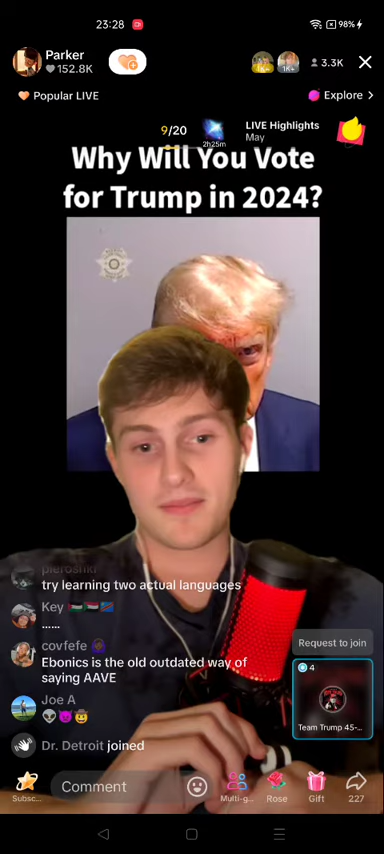 23:28
98%
Parker
152.8K
1K+
1K+
3.3K
Popular LIVE
Explore >
9/20
2h25m
LIVE Highlights
May
Why Will You Vote
for Trump in 2024?
pieroshki
try learning two actual languages
Key 🇵🇸🇾🇪🇨🇩
......
covfefe
Ebonics is the old outdated way of
saying AAVE
Joe A
👽😈🤠
Dr. Detroit joined
Request to join
4
Team Trump 45-...
Subsc...
Comment
Multi-g...
Rose
Gift
227